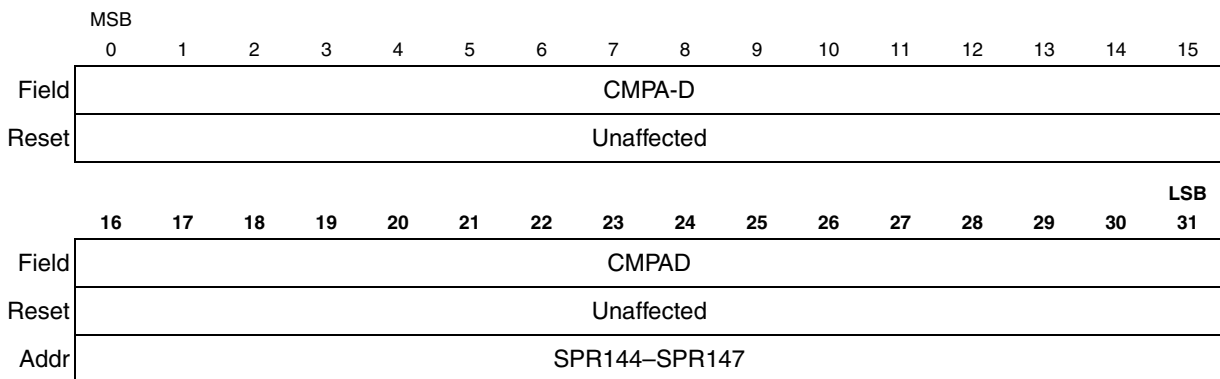 MSB
0 1 2 3 4 5 6 7 8 9 10 11 12 13 14 15
Field CMPA-D
Reset Unaffected
LSB
16 17 18 19 20 21 22 23 24 25 26 27 28 29 30 31
Field CMPAD
Reset Unaffected
Addr SPR144–SPR147